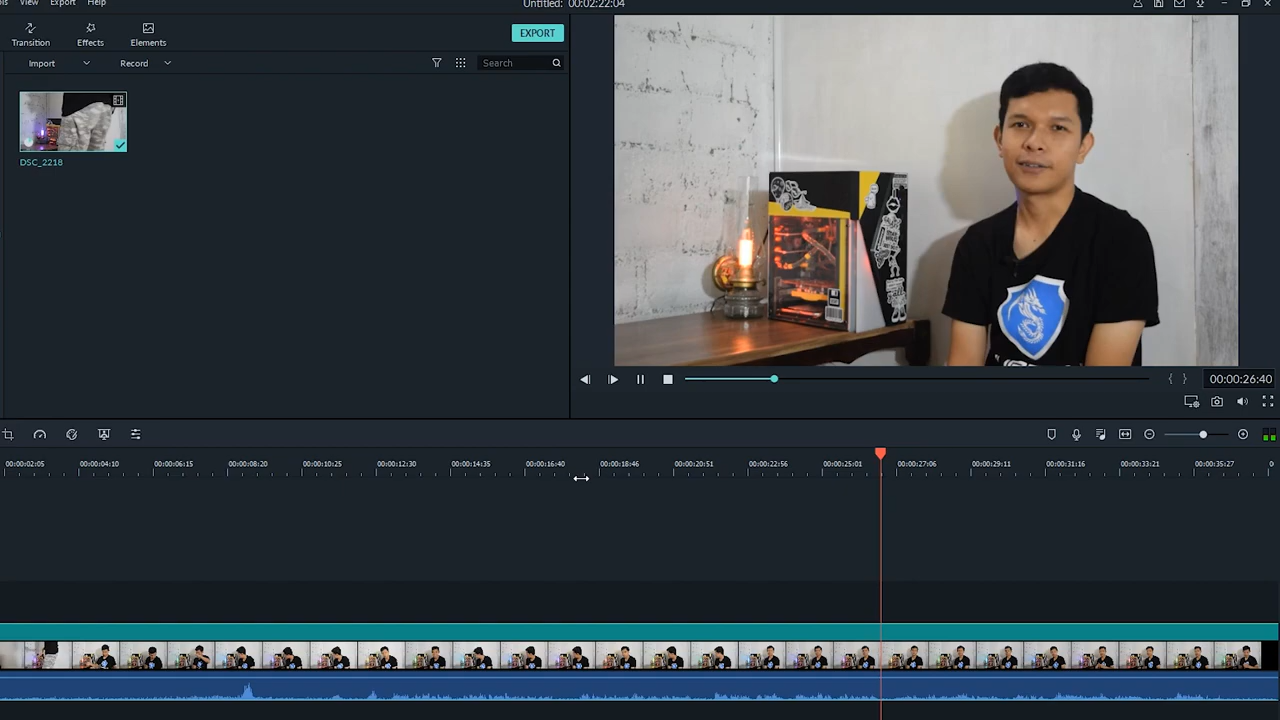 View Export Help
Untitled: 00:02:22:04
Transition Effects Elements
EXPORT
Import Record Search
DSC_2218
00:00:26:40
00:00:02:05 00:00:04:10 00:00:06:15 00:00:08:20 00:00:10:25 00:00:12:30 00:00:14:35 00:00:16:40 00:00:18:46 00:00:20:51 00:00:22:56 00:00:25:01 00:00:27:06 00:00:29:11 00:00:31:16 00:00:33:21 00:00:35:27